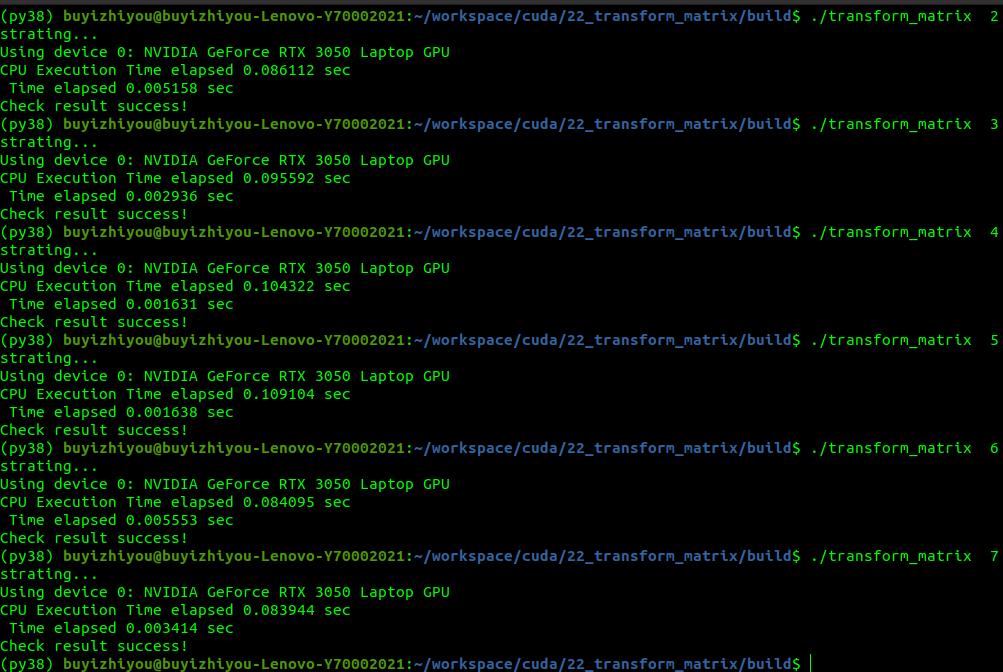 (py38) buyizhiyou@buyizhiyou-Lenovo-Y70002021:~/workspace/cuda/22_transform_matrix/build$ ./transform_matrix  2
strating...
Using device 0: NVIDIA GeForce RTX 3050 Laptop GPU
CPU Execution Time elapsed 0.086112 sec
 Time elapsed 0.005158 sec
Check result success!
(py38) buyizhiyou@buyizhiyou-Lenovo-Y70002021:~/workspace/cuda/22_transform_matrix/build$ ./transform_matrix  3
strating...
Using device 0: NVIDIA GeForce RTX 3050 Laptop GPU
CPU Execution Time elapsed 0.095592 sec
 Time elapsed 0.002936 sec
Check result success!
(py38) buyizhiyou@buyizhiyou-Lenovo-Y70002021:~/workspace/cuda/22_transform_matrix/build$ ./transform_matrix  4
strating...
Using device 0: NVIDIA GeForce RTX 3050 Laptop GPU
CPU Execution Time elapsed 0.104322 sec
 Time elapsed 0.001631 sec
Check result success!
(py38) buyizhiyou@buyizhiyou-Lenovo-Y70002021:~/workspace/cuda/22_transform_matrix/build$ ./transform_matrix  5
strating...
Using device 0: NVIDIA GeForce RTX 3050 Laptop GPU
CPU Execution Time elapsed 0.109104 sec
 Time elapsed 0.001638 sec
Check result success!
(py38) buyizhiyou@buyizhiyou-Lenovo-Y70002021:~/workspace/cuda/22_transform_matrix/build$ ./transform_matrix  6
strating...
Using device 0: NVIDIA GeForce RTX 3050 Laptop GPU
CPU Execution Time elapsed 0.084095 sec
 Time elapsed 0.005553 sec
Check result success!
(py38) buyizhiyou@buyizhiyou-Lenovo-Y70002021:~/workspace/cuda/22_transform_matrix/build$ ./transform_matrix  7
strating...
Using device 0: NVIDIA GeForce RTX 3050 Laptop GPU
CPU Execution Time elapsed 0.083944 sec
 Time elapsed 0.003414 sec
Check result success!
(py38) buyizhiyou@buyizhiyou-Lenovo-Y70002021:~/workspace/cuda/22_transform_matrix/build$